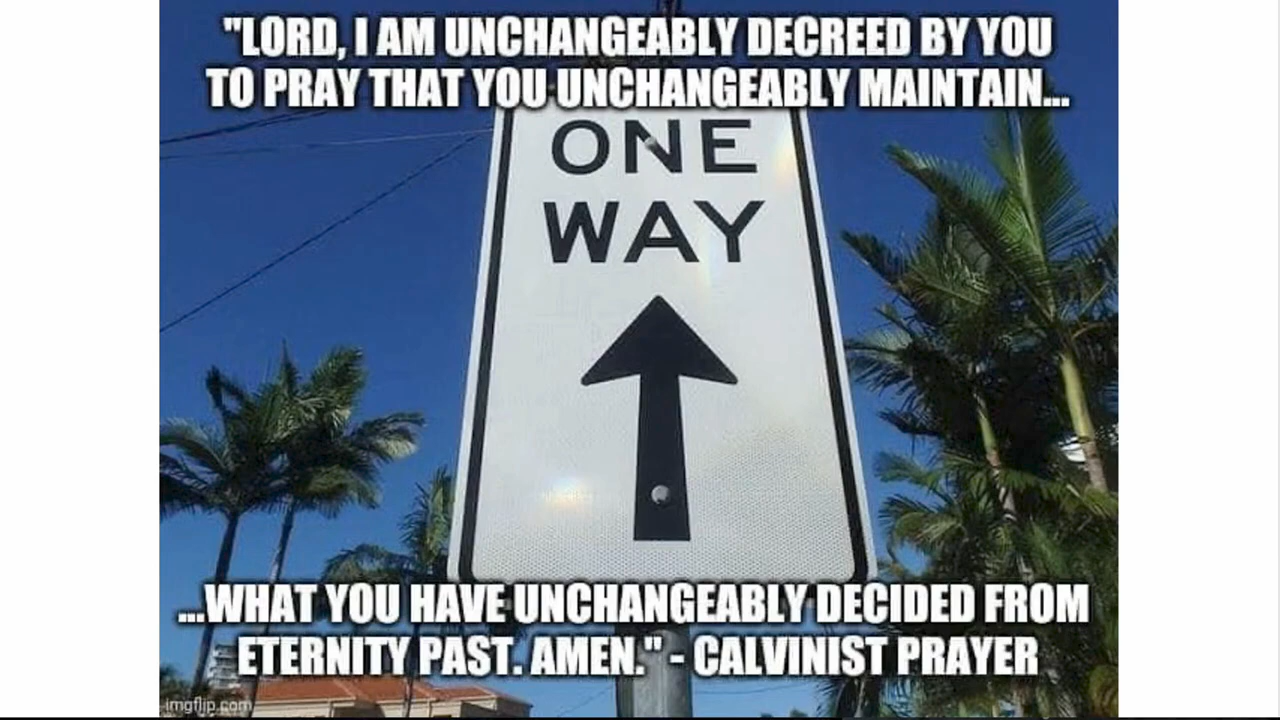 "LORD, I AM UNCHANGEABLY DECREED BY YOU
TO PRAY THAT YOU UNCHANGEABLY MAINTAIN...
ONE
WAY
...WHAT YOU HAVE UNCHANGEABLY DECIDED FROM
ETERNITY PAST. AMEN." - CALVINIST PRAYER
imgflip.com